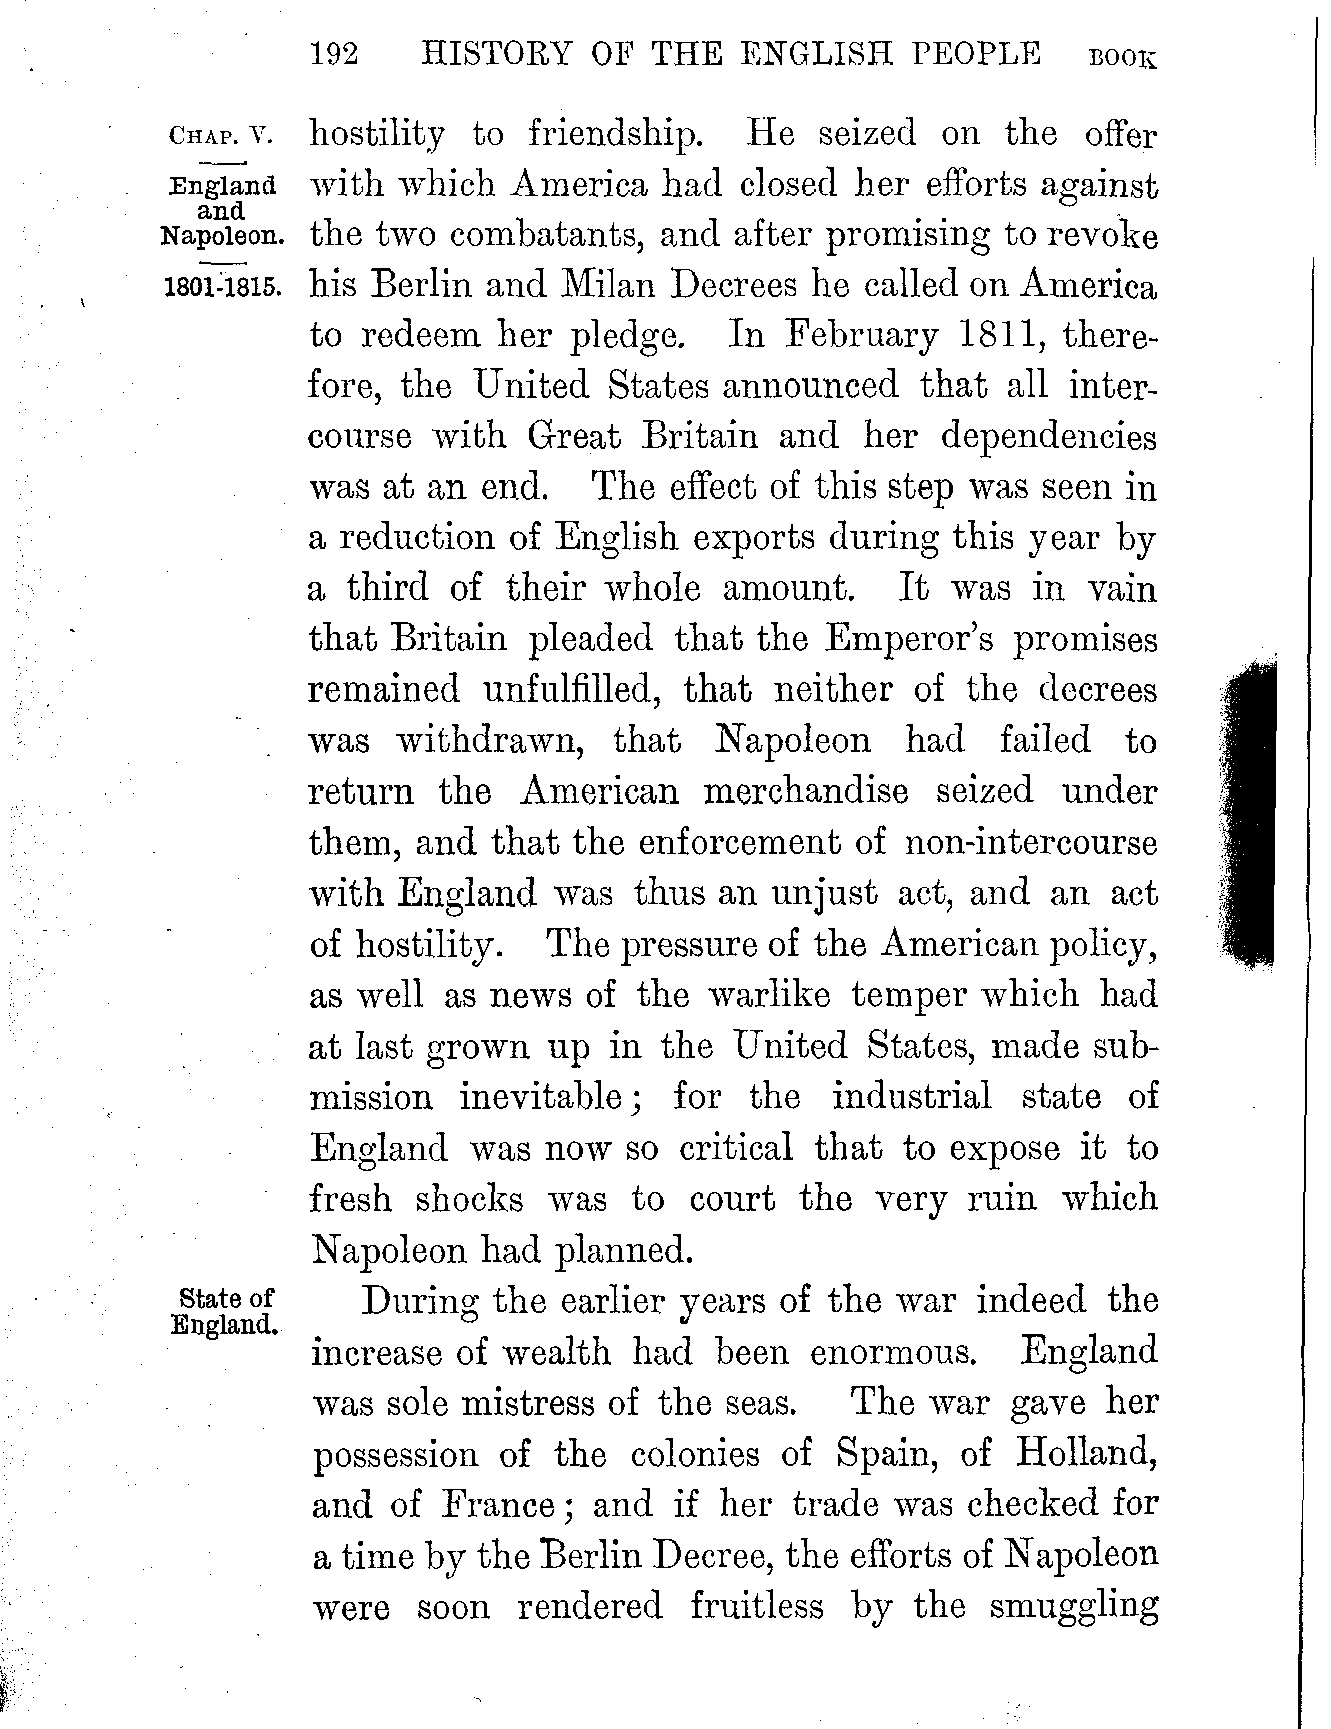 192 HISTORY OF THE ENGLISH PEOPLE BOOK
CHAP. V.
England
and
Napoleon.
1801-1815.
hostility to friendship. He seized on the offer
with which America had closed her efforts against
the two combatants, and after promising to revoke
his Berlin and Milan Decrees he called on America
to redeem her pledge. In February 1811, there-
fore, the United States announced that all inter-
course with Great Britain and her dependencies
was at an end. The effect of this step was seen in
a reduction of English exports during this year by
a third of their whole amount. It was in vain
that Britain pleaded that the Emperor's promises
remained unfulfilled, that neither of the decrees
was withdrawn, that Napoleon had failed to
return the American merchandise seized under
them, and that the enforcement of non-intercourse
with England was thus an unjust act, and an act
of hostility. The pressure of the American policy,
as well as news of the warlike temper which had
at last grown up in the United States, made sub-
mission inevitable; for the industrial state of
England was now so critical that to expose it to
fresh shocks was to court the very ruin which
Napoleon had planned.
State of
England.
During the earlier years of the war indeed the
increase of wealth had been enormous. England
was sole mistress of the seas. The war gave her
possession of the colonies of Spain, of Holland,
and of France; and if her trade was checked for
a time by the Berlin Decree, the efforts of Napoleon
were soon rendered fruitless by the smuggling